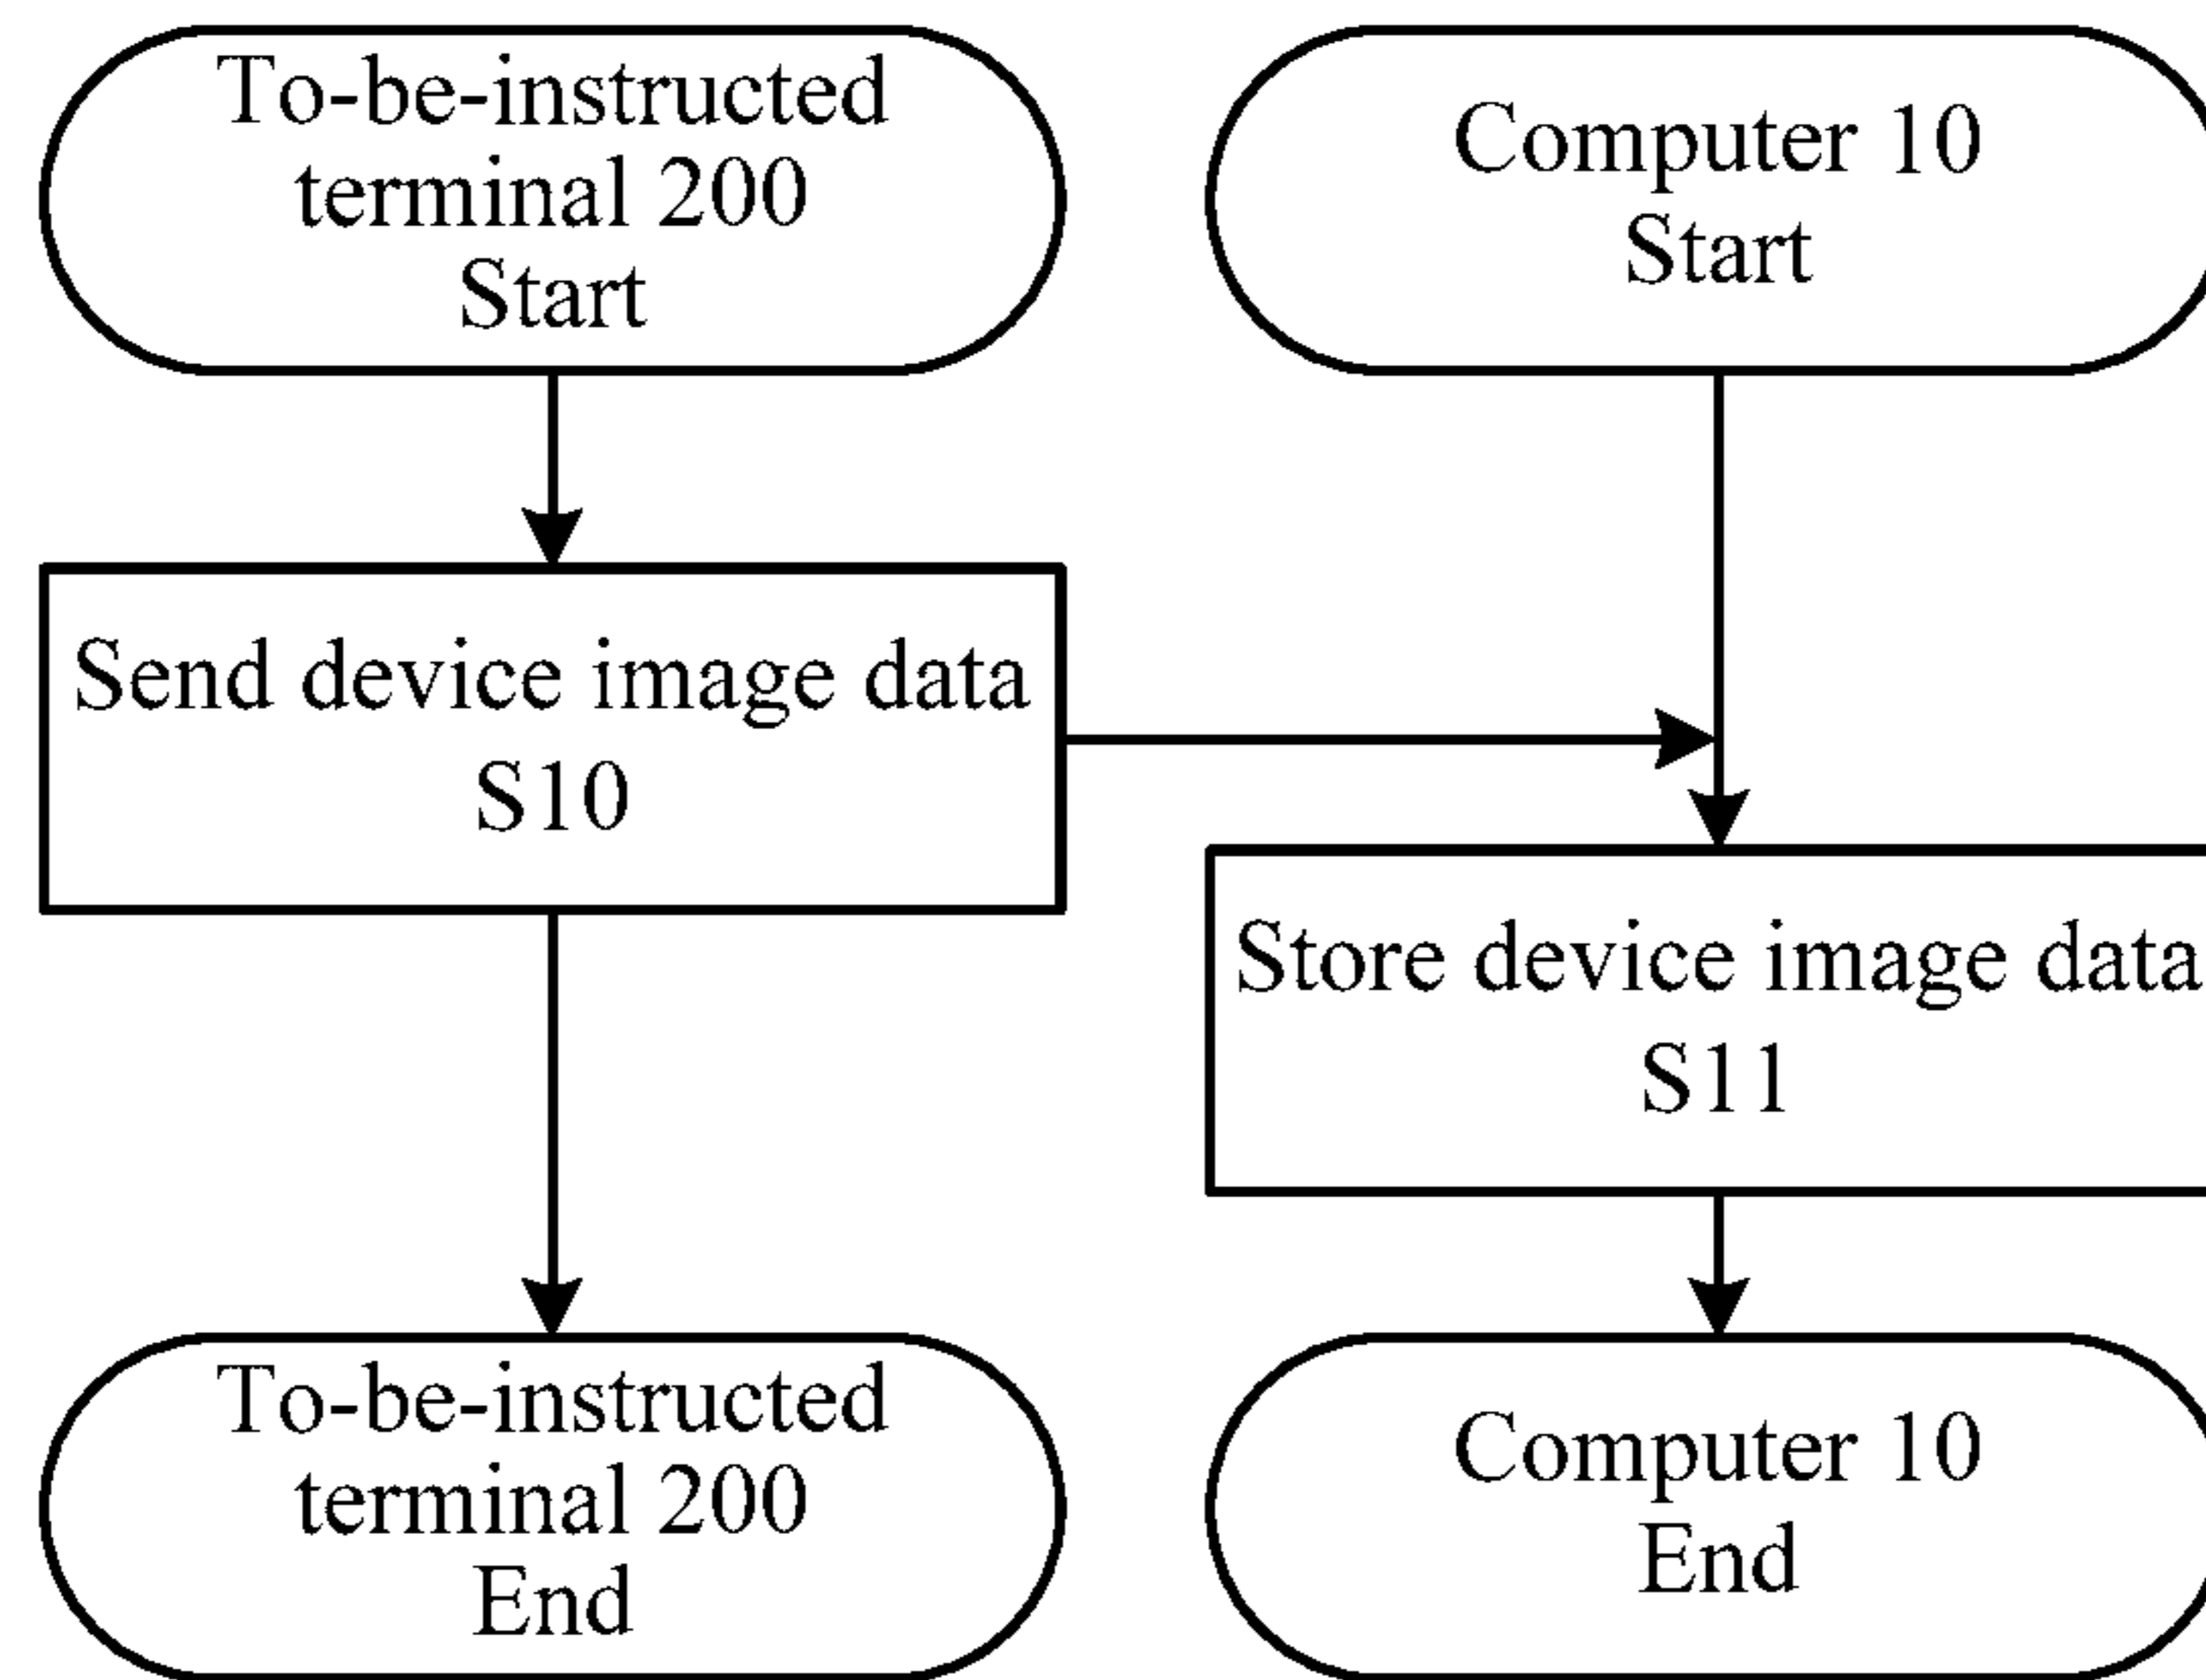 To-be-instructed
terminal 200
Start
Computer 10
Start
Send device image data
S10
Store device image data
S11
To-be-instructed
terminal 200
End
Computer 10
End